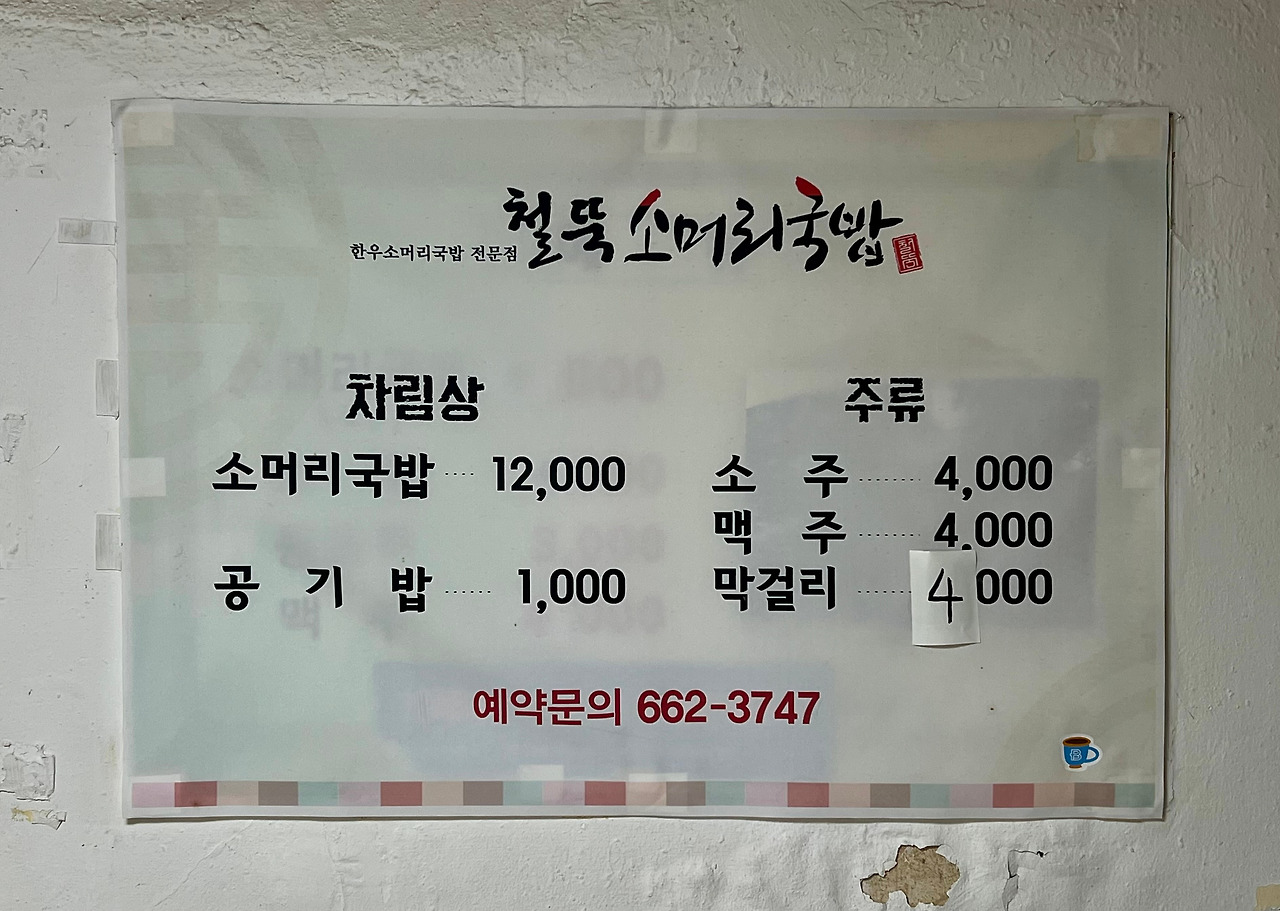 철뚝 소머리국밥
한우소머리국밥 전문점
철뚝
차림상
소머리국밥 ···· 12,000
공 기 밥 ······ 1,000
주류
소 주 ········ 4,000
맥 주 ········ 4,000
막걸리 ······· 4 000
예약문의 662-3747
B